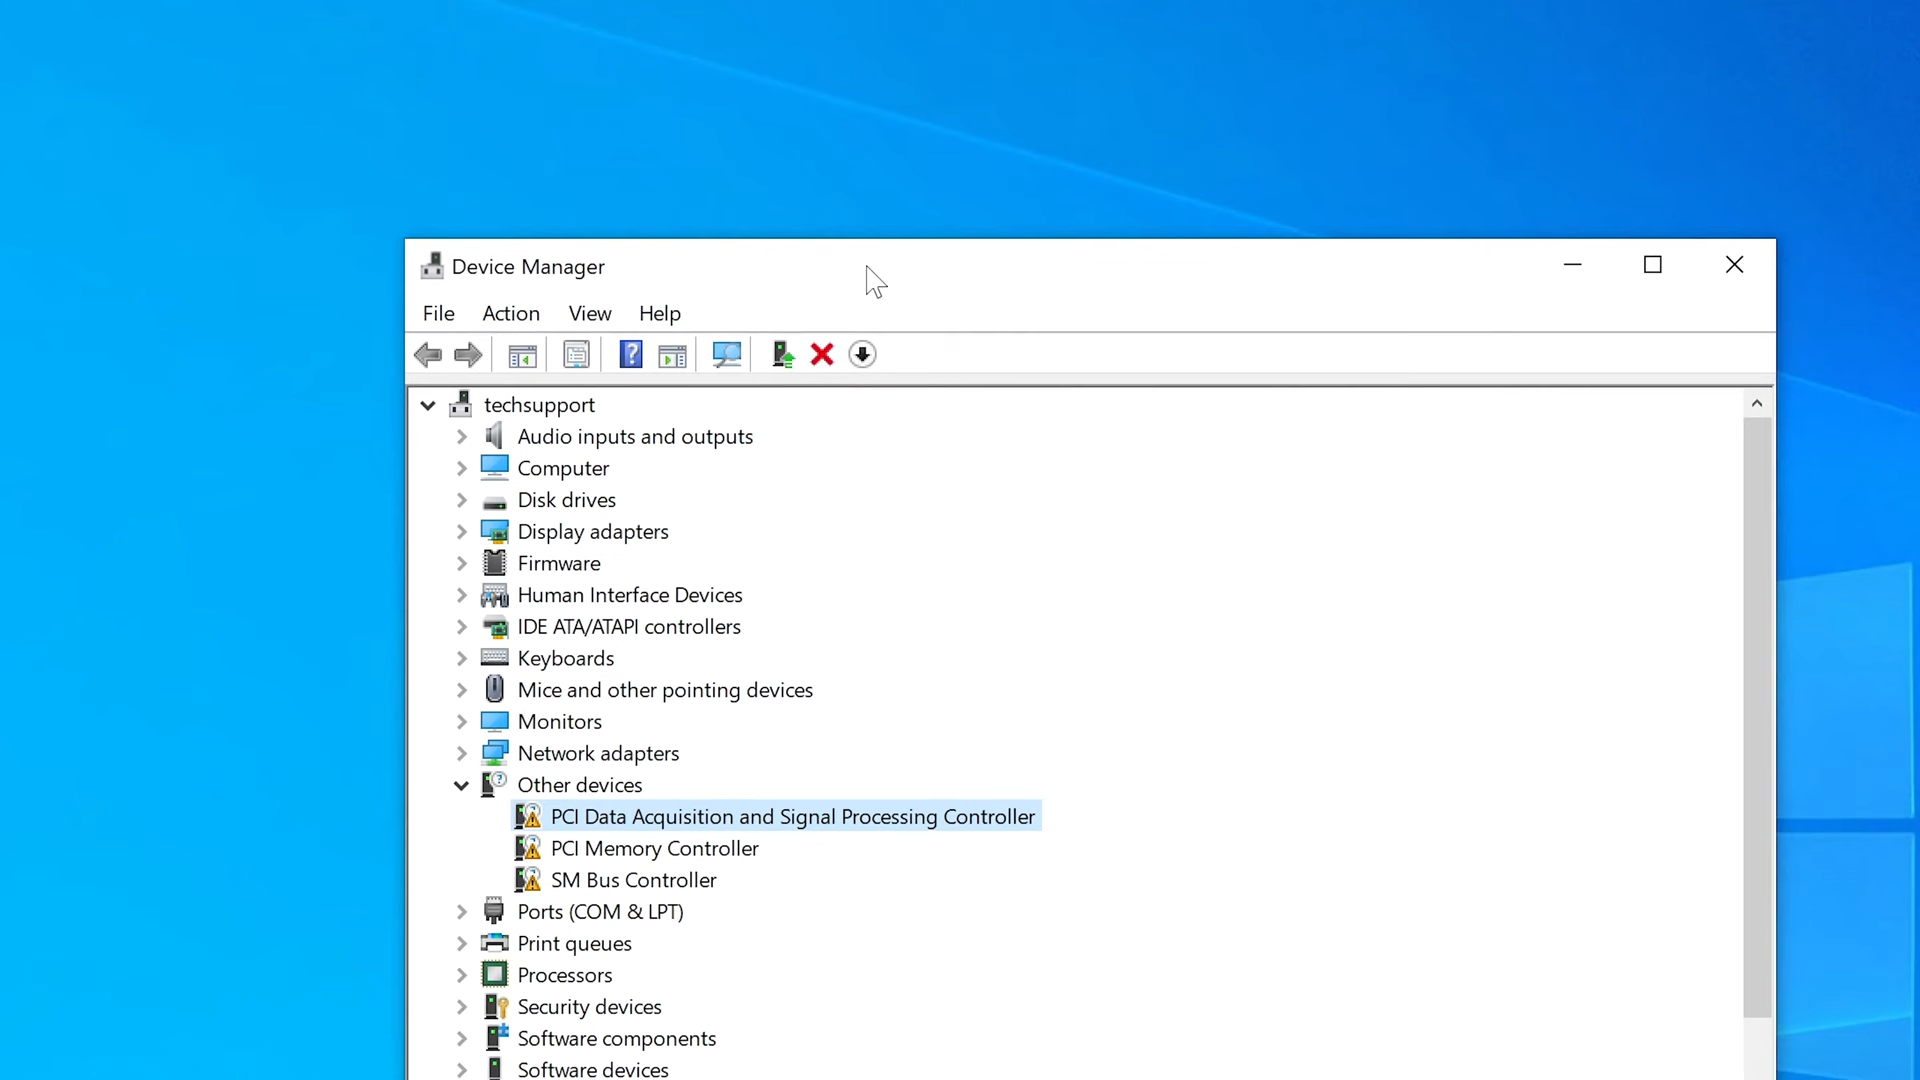 Device Manager
File Action View Help
techsupport
Audio inputs and outputs
Computer
Disk drives
Display adapters
Firmware
Human Interface Devices
IDE ATA/ATAPI controllers
Keyboards
Mice and other pointing devices
Monitors
Network adapters
Other devices
PCI Data Acquisition and Signal Processing Controller
PCI Memory Controller
SM Bus Controller
Ports (COM & LPT)
Print queues
Processors
Security devices
Software components
Software devices